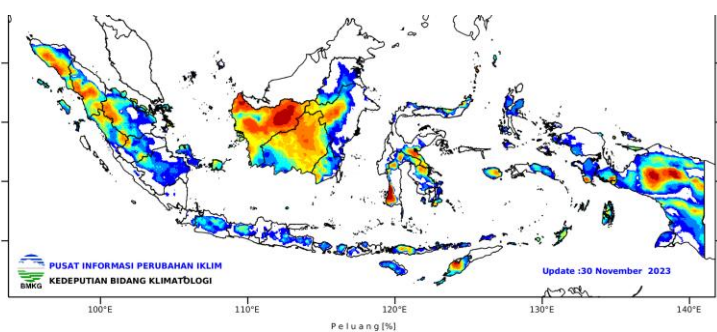 PUSAT INFORMASI PERUBAHAN IKLIM
KEDEPUTIAN BIDANG KLIMATOLOGI
BMKG
Update :30 November 2023
100°E 110°E 120°E 130°E 140°E
Peluang[%]